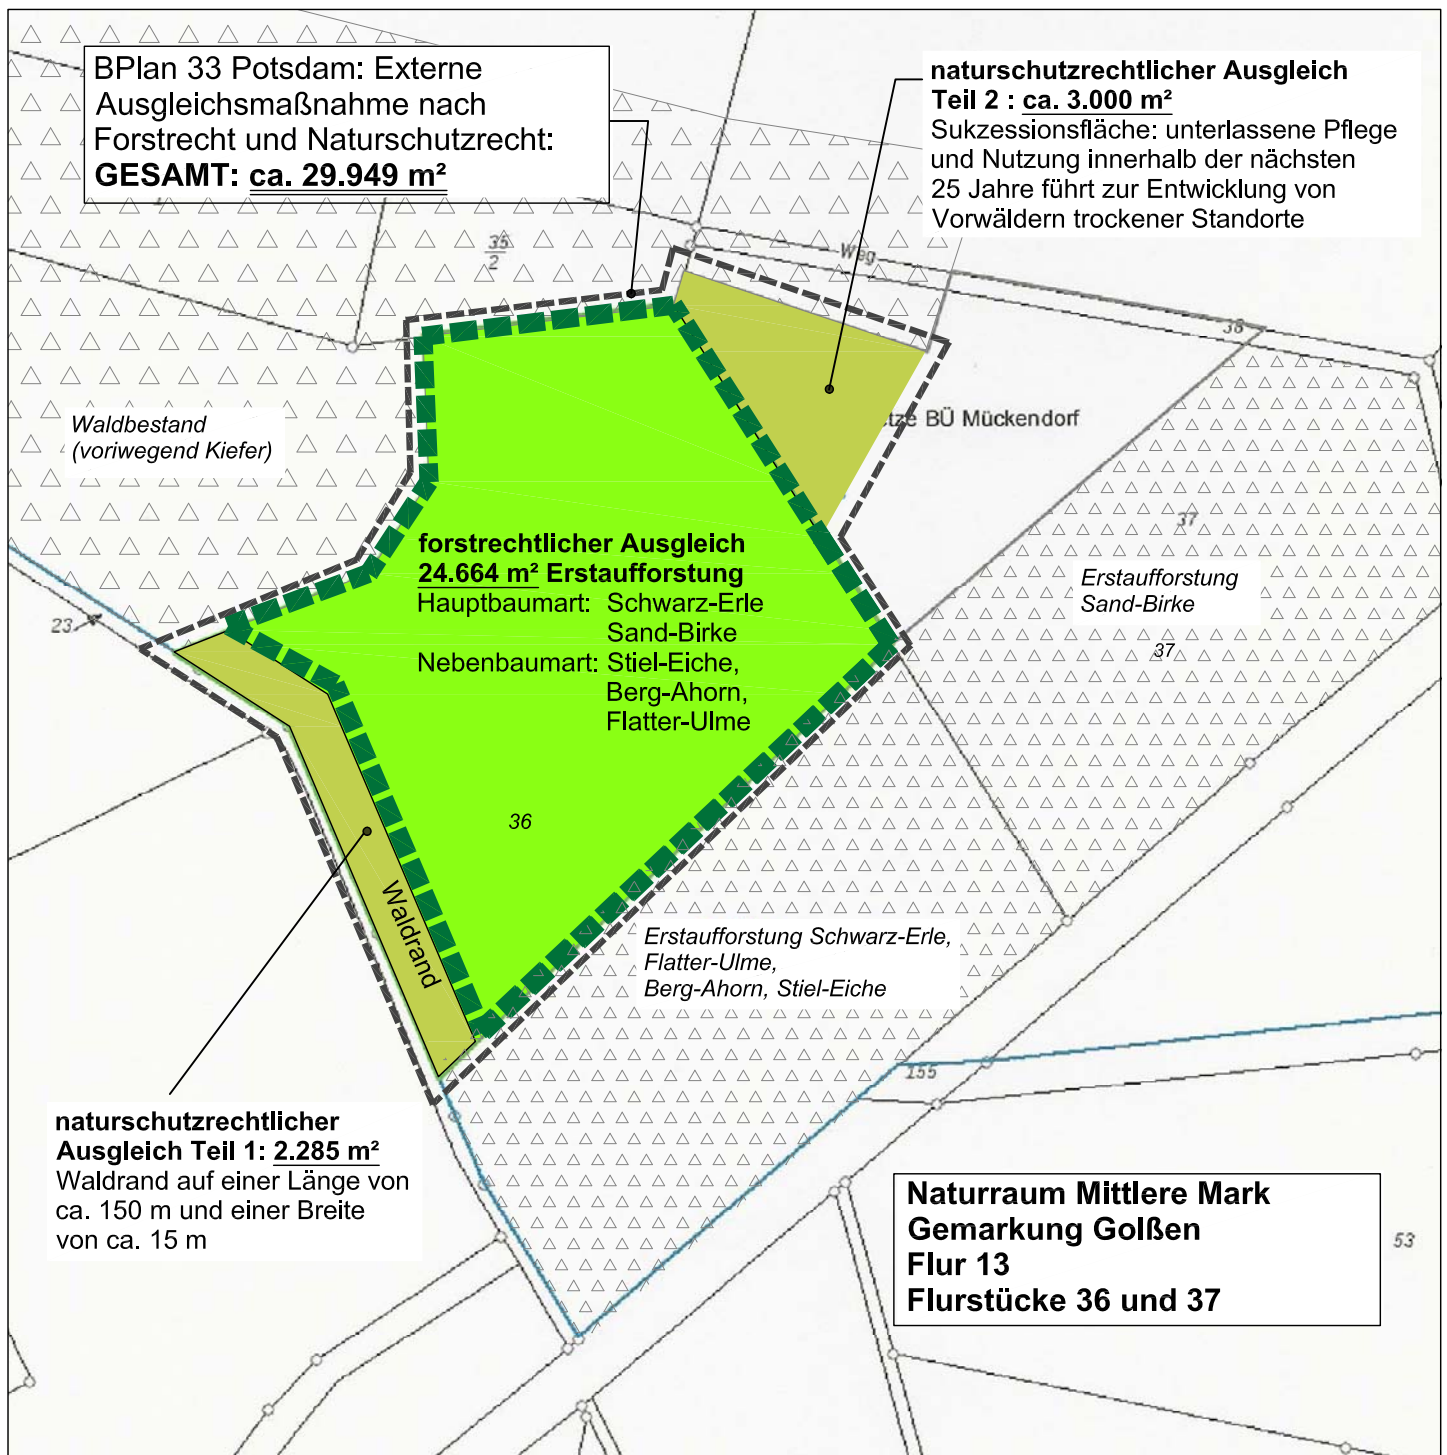 BPlan 33 Potsdam: Externe
Ausgleichsmaßnahme nach
Forstrecht und Naturschutzrecht:
GESAMT: ca. 29.949 m²
naturschutzrechtlicher Ausgleich
Teil 2 : ca. 3.000 m²
Sukzessionsfläche: unterlassene Pflege
und Nutzung innerhalb der nächsten
25 Jahre führt zur Entwicklung von
Vorwäldern trockener Standorte
35
2
Weg
38
Waldbestand
(voriwegend Kiefer)
BÜ Mückendorf
forstrechtlicher Ausgleich
24.664 m² Erstaufforstung
Hauptbaumart: Schwarz-Erle
Sand-Birke
Nebenbaumart: Stiel-Eiche,
Berg-Ahorn,
Flatter-Ulme
37
Erstaufforstung
Sand-Birke
37
23
36
Waldrand
Erstaufforstung Schwarz-Erle,
Flatter-Ulme,
Berg-Ahorn, Stiel-Eiche
155
naturschutzrechtlicher
Ausgleich Teil 1: 2.285 m²
Waldrand auf einer Länge von
ca. 150 m und einer Breite
von ca. 15 m
Naturraum Mittlere Mark
Gemarkung Golßen
Flur 13
Flurstücke 36 und 37
53